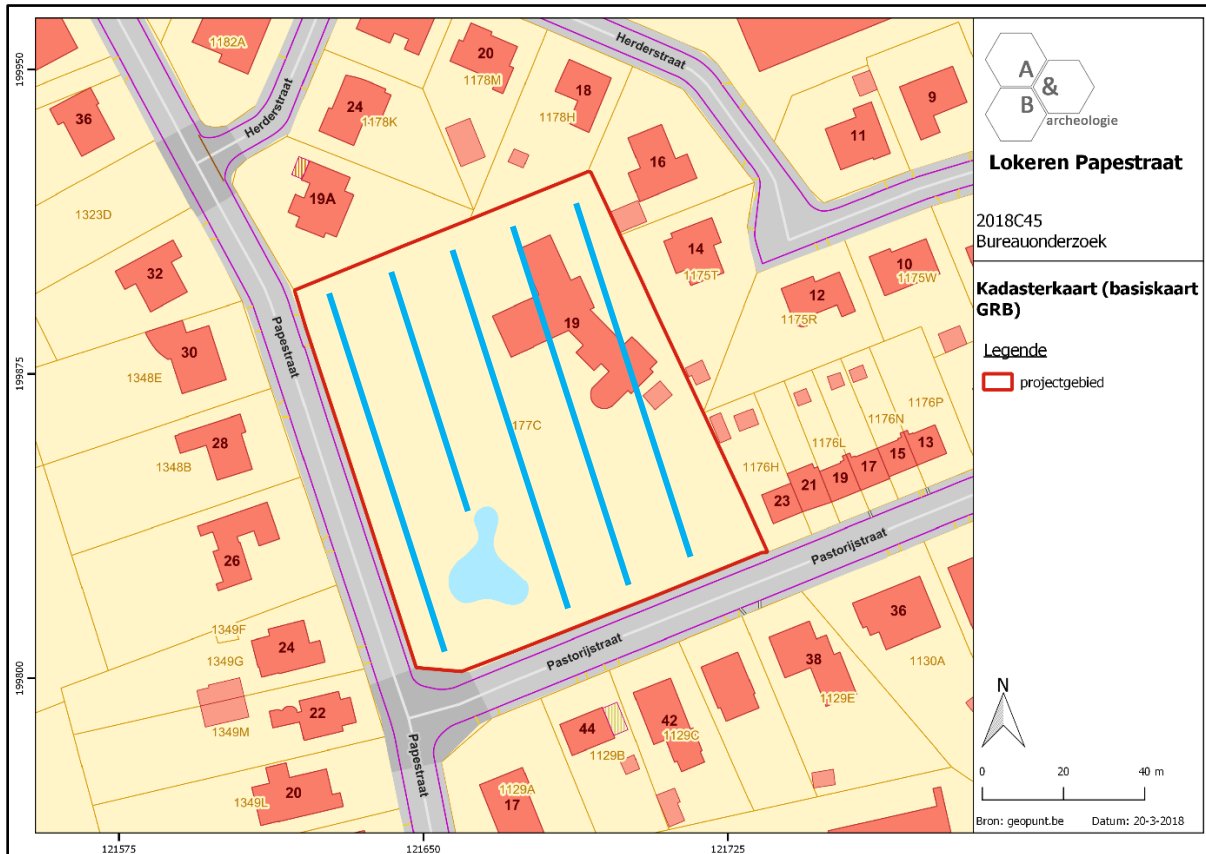 1182A
Herderstraat
20
1178M
Herderstraat
36
24
1178K
18
1178H
9
11
16
19A
1323D
14
1175T
10
1175W
32
12
1175R
Papestraat
19
30
1348E
177C
1176P
1176N
1176L
1176H
13
15
17
19
21
23
28
1348B
Pastorijstraat
26
1349F
24
1349G
Pastorijstraat
36
1130A
38
1129E
22
1349M
44
1129B
42
1129C
Papestraat
20
1349L
1129A
17
199950
199875
199800
121575
121650
121725
A
&
B
archeologie
Lokeren Papestraat
2018C45
Bureauonderzoek
Kadasterkaart (basiskaart
GRB)
Legende
projectgebied
N
0 20 40 m
Bron: geopunt.be Datum: 20-3-2018